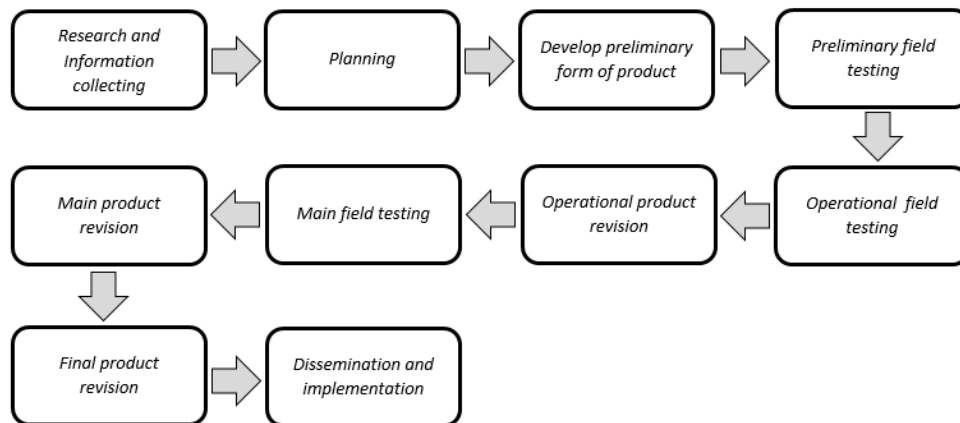 Research and
Information
collecting
Planning
Develop preliminary
form of product
Preliminary field
testing
Operational field
testing
Operational product
revision
Main field testing
Main product
revision
Final product
revision
Dissemination and
implementation